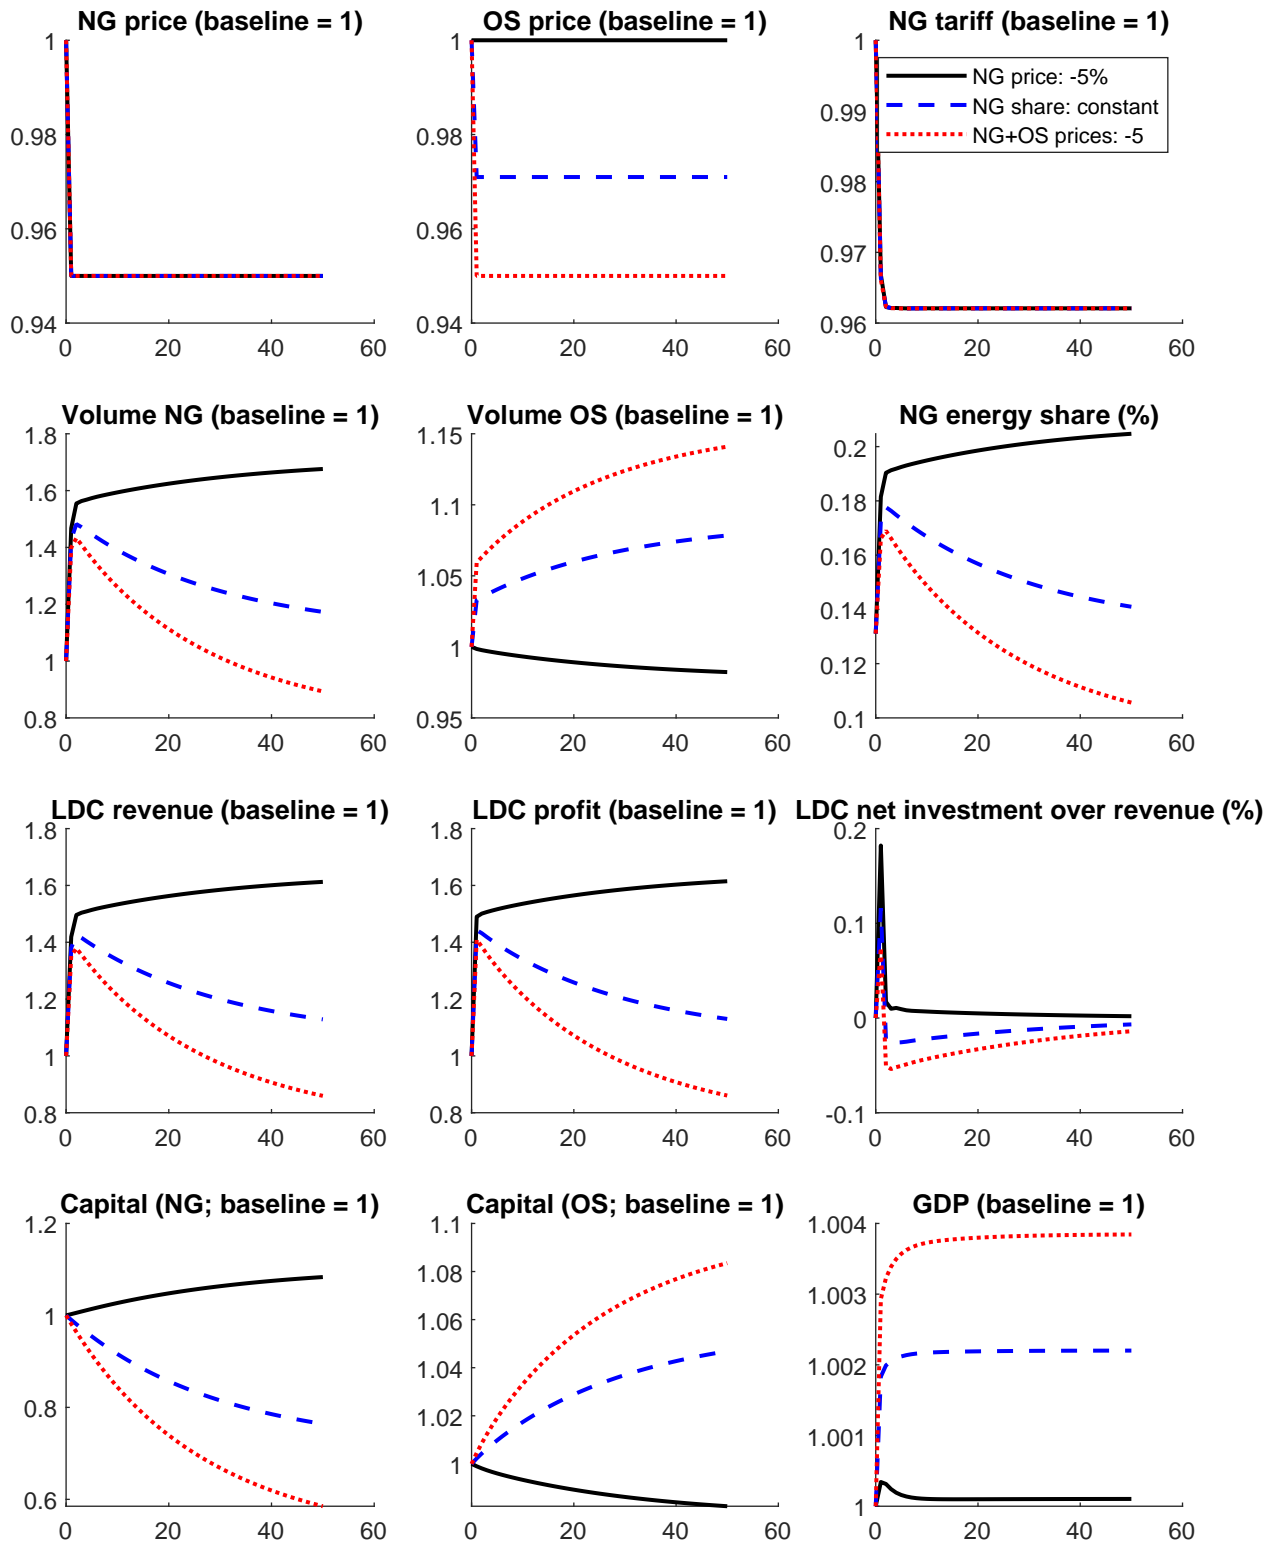 NG price (baseline = 1)
1
0.98
0.96
0.94
0 20 40 60
OS price (baseline = 1)
1
0.98
0.96
0.94
0 20 40 60
NG tariff (baseline = 1)
1
0.99
0.98
0.97
0.96
0 20 40 60
NG price: -5%
NG share: constant
NG+OS prices: -5
Volume NG (baseline = 1)
1.8
1.6
1.4
1.2
1
0.8
0 20 40 60
Volume OS (baseline = 1)
1.15
1.1
1.05
1
0.95
0 20 40 60
NG energy share (%)
0.2
0.18
0.16
0.14
0.12
0.1
0 20 40 60
LDC revenue (baseline = 1)
1.8
1.6
1.4
1.2
1
0.8
0 20 40 60
LDC profit (baseline = 1)
1.8
1.6
1.4
1.2
1
0.8
0 20 40 60
LDC net investment over revenue (%)
0.2
0.1
0
-0.1
0 20 40 60
Capital (NG; baseline = 1)
1.2
1
0.8
0.6
0 20 40 60
Capital (OS; baseline = 1)
1.1
1.08
1.06
1.04
1.02
1
0 20 40 60
GDP (baseline = 1)
1.004
1.003
1.002
1.001
1
0 20 40 60